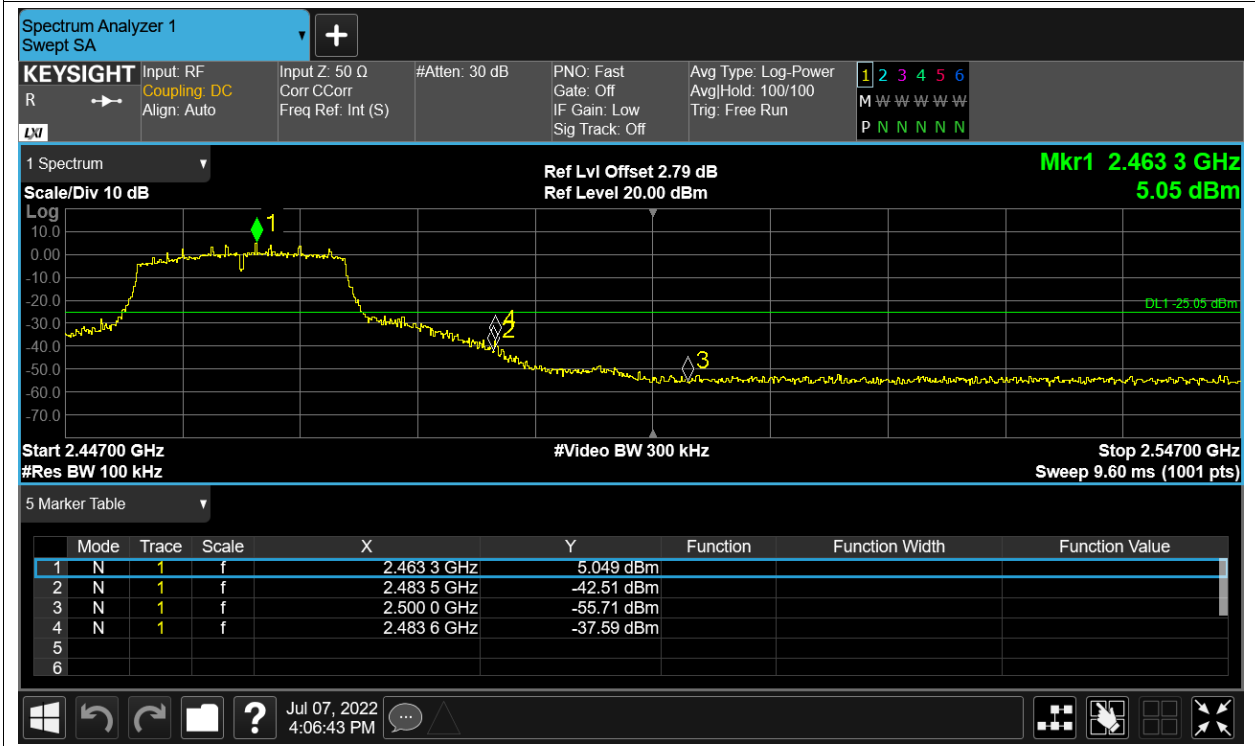 Spectrum Analyzer 1
Swept SA
+
KEYSIGHT Input: RF Input Z: 50 Ω #Atten: 30 dB PNO: Fast Avg Type: Log-Power 1 2 3 4 5 6
R Coupling: DC Corr CCorr Gate: Off Avg|Hold: 100/100 M W W W W W
Align: Auto Freq Ref: Int (S) IF Gain: Low Trig: Free Run
LXI Sig Track: Off P N N N N N
1 Spectrum Ref Lvl Offset 2.79 dB Mkr1 2.463 3 GHz
Scale/Div 10 dB Ref Level 20.00 dBm 5.05 dBm
Log
10.0 1
0.00
-10.0
-20.0 DL1 -25.05 dBm
-30.0 4
2
-40.0
-50.0 3
-60.0
-70.0
Start 2.44700 GHz #Video BW 300 kHz Stop 2.54700 GHz
#Res BW 100 kHz Sweep 9.60 ms (1001 pts)
5 Marker Table
Mode Trace Scale X Y Function Function Width Function Value
1 N 1 f 2.463 3 GHz 5.049 dBm
2 N 1 f 2.483 5 GHz -42.51 dBm
3 N 1 f 2.500 0 GHz -55.71 dBm
4 N 1 f 2.483 6 GHz -37.59 dBm
5
6
? Jul 07, 2022
4:06:43 PM